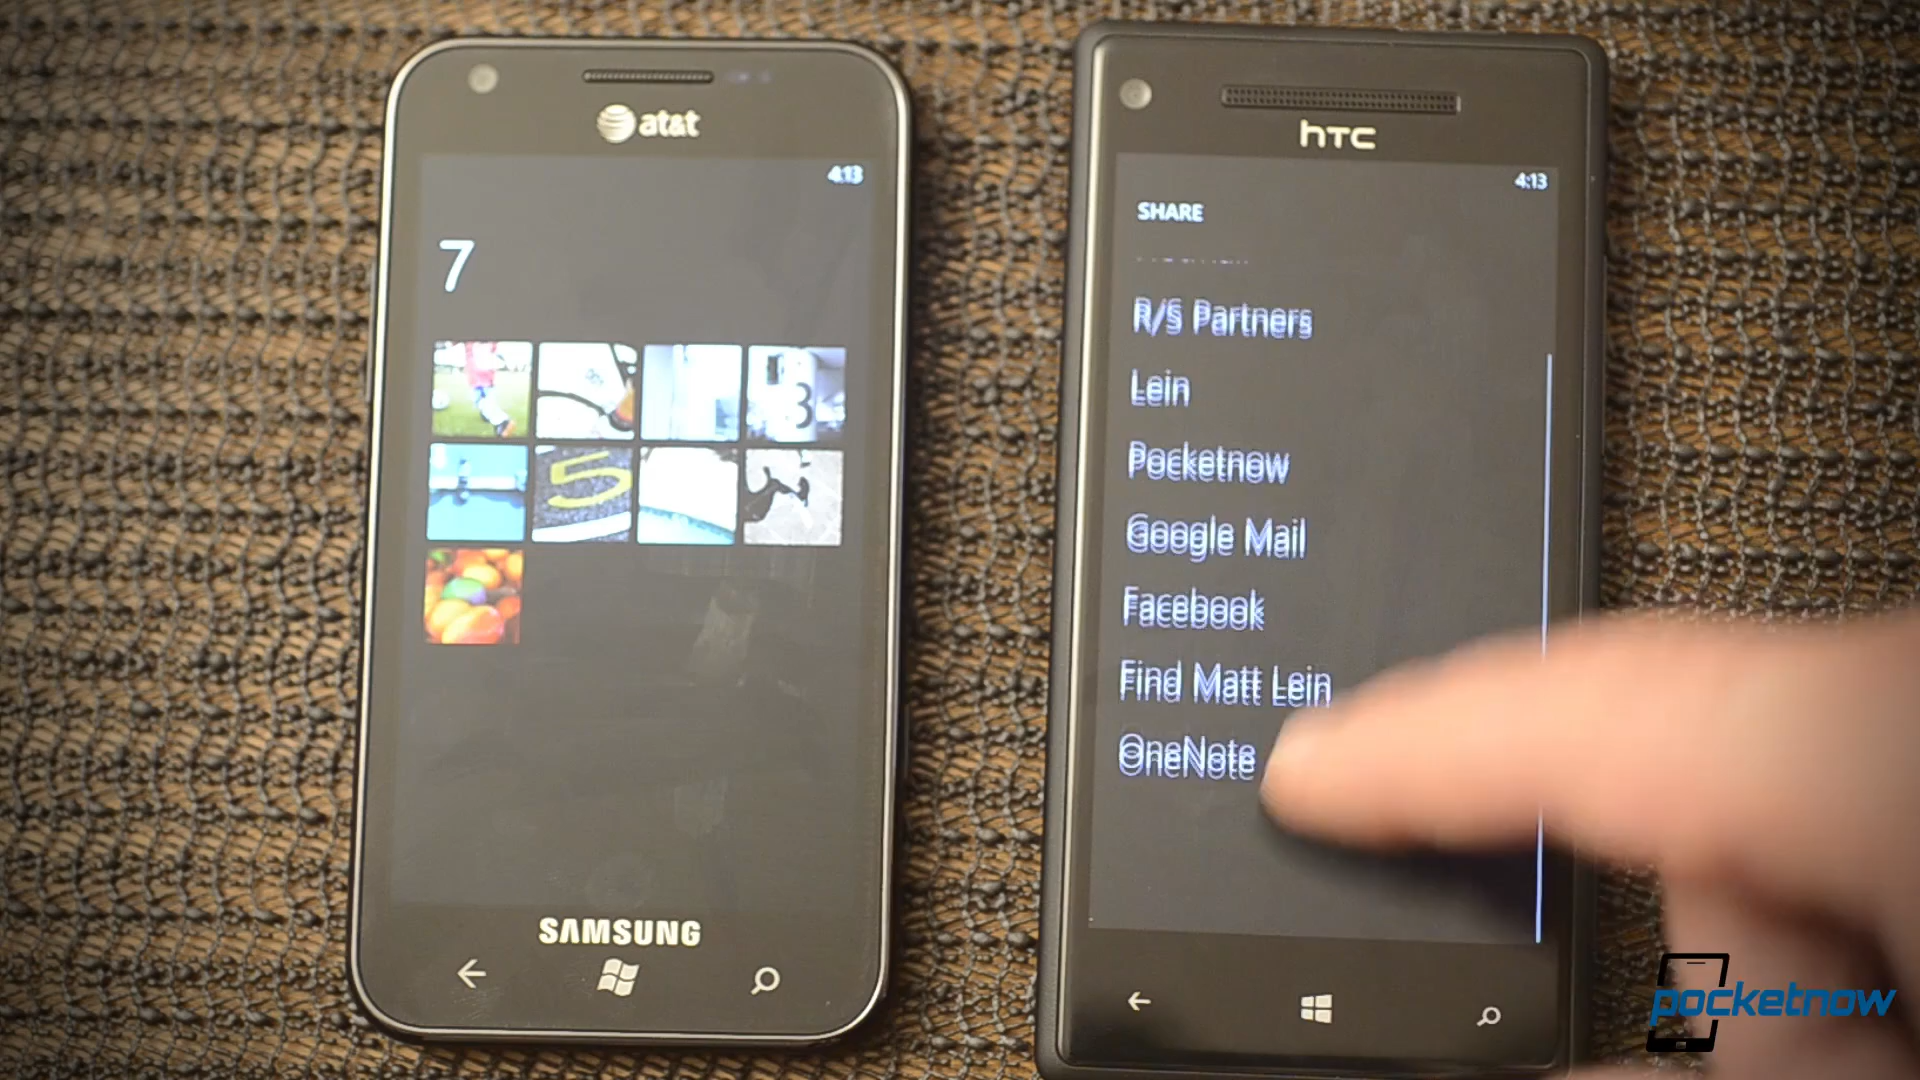 at&t
4:13
7
3
5
SAMSUNG
hTC
4:13
SHARE
R/S Partners
Lein
Pocketnow
Google Mail
Facebook
Find Matt Lein
OneNote
pocketnow